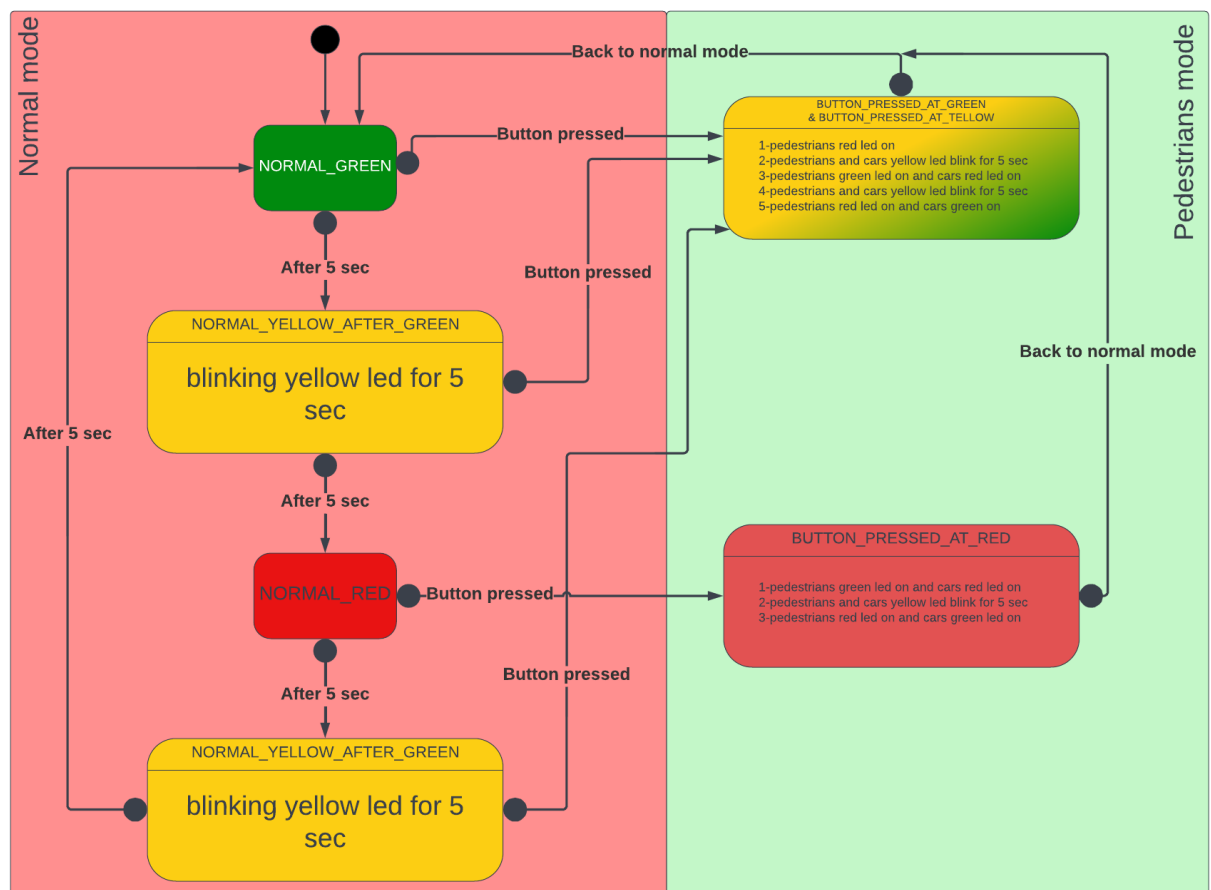 Normal mode
Pedestrians mode
Back to normal mode
BUTTON_PRESSED_AT_GREEN
& BUTTON_PRESSED_AT_TELLOW
1-pedestrians red led on
2-pedestrians and cars yellow led blink for 5 sec
3-pedestrians green led on and cars red led on
4-pedestrians and cars yellow led blink for 5 sec
5-pedestrians red led on and cars green on
Button pressed
NORMAL_GREEN
After 5 sec
Button pressed
NORMAL_YELLOW_AFTER_GREEN
blinking yellow led for 5
sec
Back to normal mode
After 5 sec
After 5 sec
BUTTON_PRESSED_AT_RED
1-pedestrians green led on and cars red led on
2-pedestrians and cars yellow led blink for 5 sec
3-pedestrians red led on and cars green led on
NORMAL_RED
Button pressed
Button pressed
After 5 sec
NORMAL_YELLOW_AFTER_GREEN
blinking yellow led for 5
sec